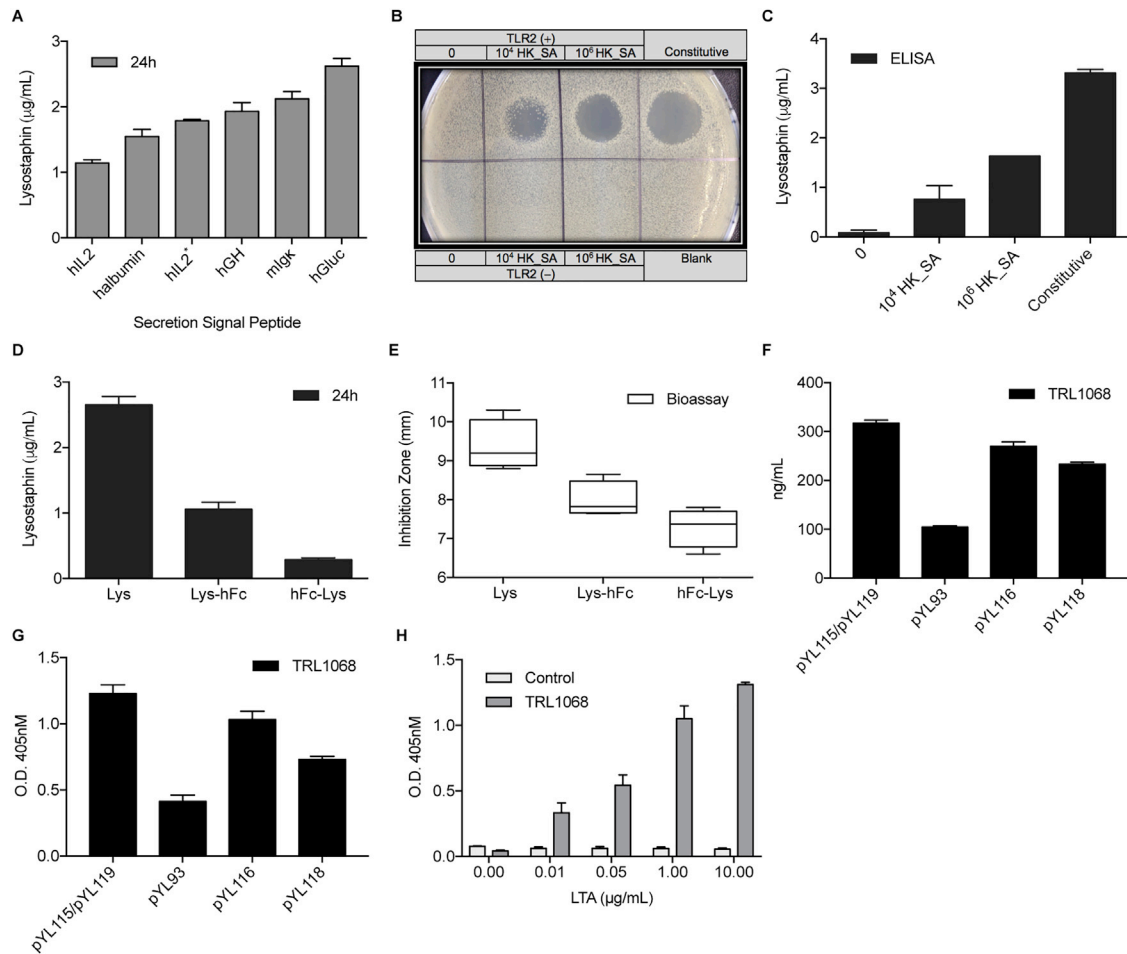 A
Lysostaphin (µg/mL)
3
2
1
0
24h
hIL2
halbumin
hIL2*
hGH
mIgκ
hGluc
Secretion Signal Peptide
B
TLR2 (+)
0
10⁴ HK_SA
10⁶ HK_SA
Constitutive
0
10⁴ HK_SA
10⁶ HK_SA
Blank
TLR2 (−)
C
Lysostaphin (µg/mL)
4
3
2
1
0
ELISA
0
10⁴ HK_SA
10⁶ HK_SA
Constitutive
D
Lysostaphin (µg/mL)
3
2
1
0
24h
Lys
Lys-hFc
hFc-Lys
E
Inhibition Zone (mm)
11
10
9
8
7
6
Bioassay
Lys
Lys-hFc
hFc-Lys
F
ng/mL
400
300
200
100
0
TRL1068
pYL115/pYL119
pYL93
pYL116
pYL118
G
O.D. 405nM
1.5
1.0
0.5
0.0
TRL1068
pYL115/pYL119
pYL93
pYL116
pYL118
H
O.D. 405nM
1.5
1.0
0.5
0.0
Control
TRL1068
0.00
0.01
0.05
1.00
10.00
LTA (µg/mL)